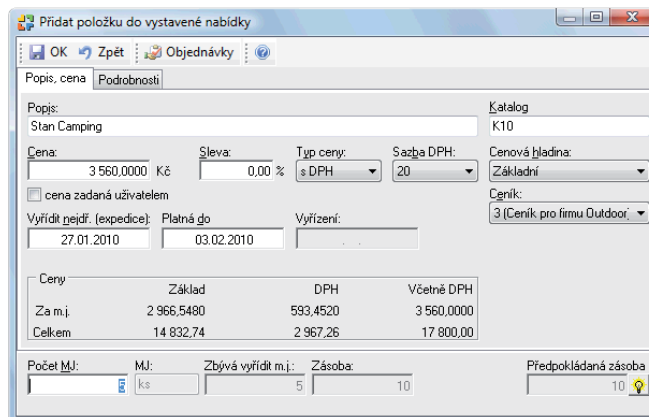 Přidat položku do vystavené nabídky
OK Zpět Objednávky
Popis, cena Podrobnosti
Popis: Katalog
Stan Camping K10
Cena: Sleva: Typ ceny: Sazba DPH: Cenová hladina:
3 560,0000 Kč 0,00 % s DPH 20 Základní
cena zadaná uživatelem Ceník:
3 (Ceník pro firmu Outdoor
Vyřídit nejdř. (expedice): Platná do Vyřízení:
27.01.2010 03.02.2010 . .
Ceny
Základ DPH Včetně DPH
Za m.j. 2 966,5480 593,4520 3 560,0000
Celkem 14 832,74 2 967,26 17 800,00
Počet MJ: MJ: Zbývá vyřídit m.j.: Zásoba: Předpokládaná zásoba
5 ks 5 10 10